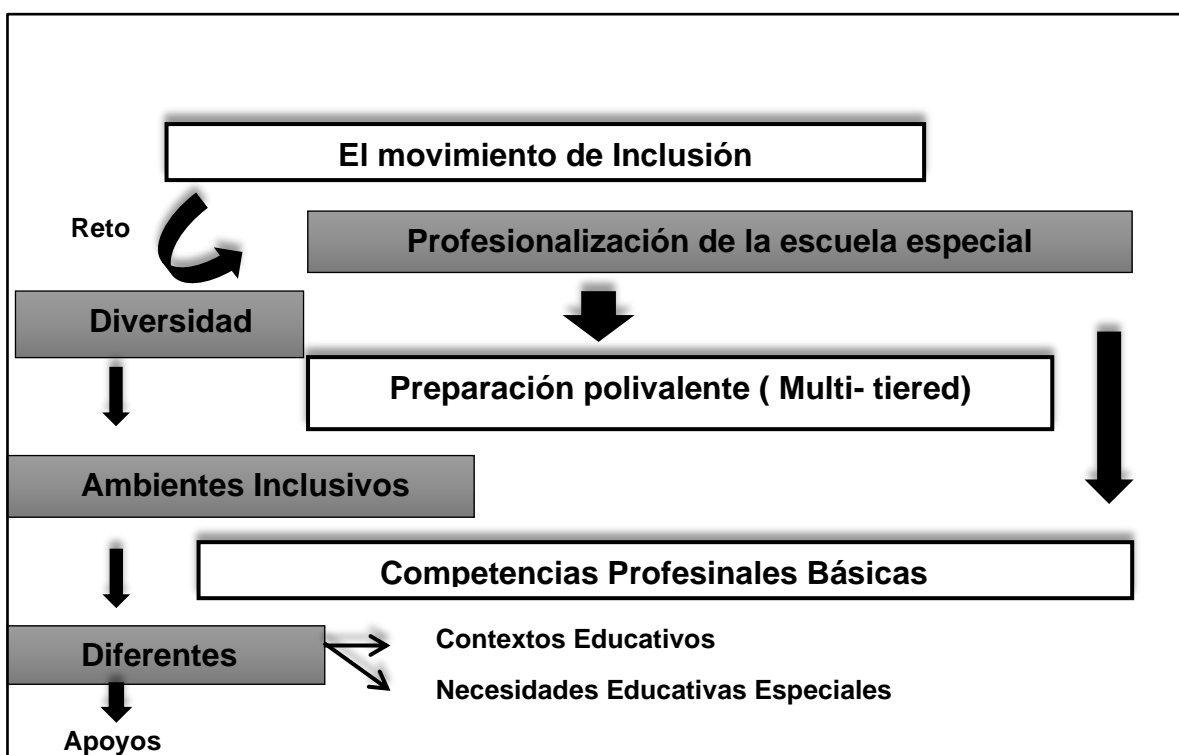 El movimiento de Inclusión
Reto
Profesionalización de la escuela especial
Diversidad
Preparación polivalente ( Multi- tiered)
Ambientes Inclusivos
Competencias Profesinales Básicas
Diferentes
Contextos Educativos
Necesidades Educativas Especiales
Apoyos